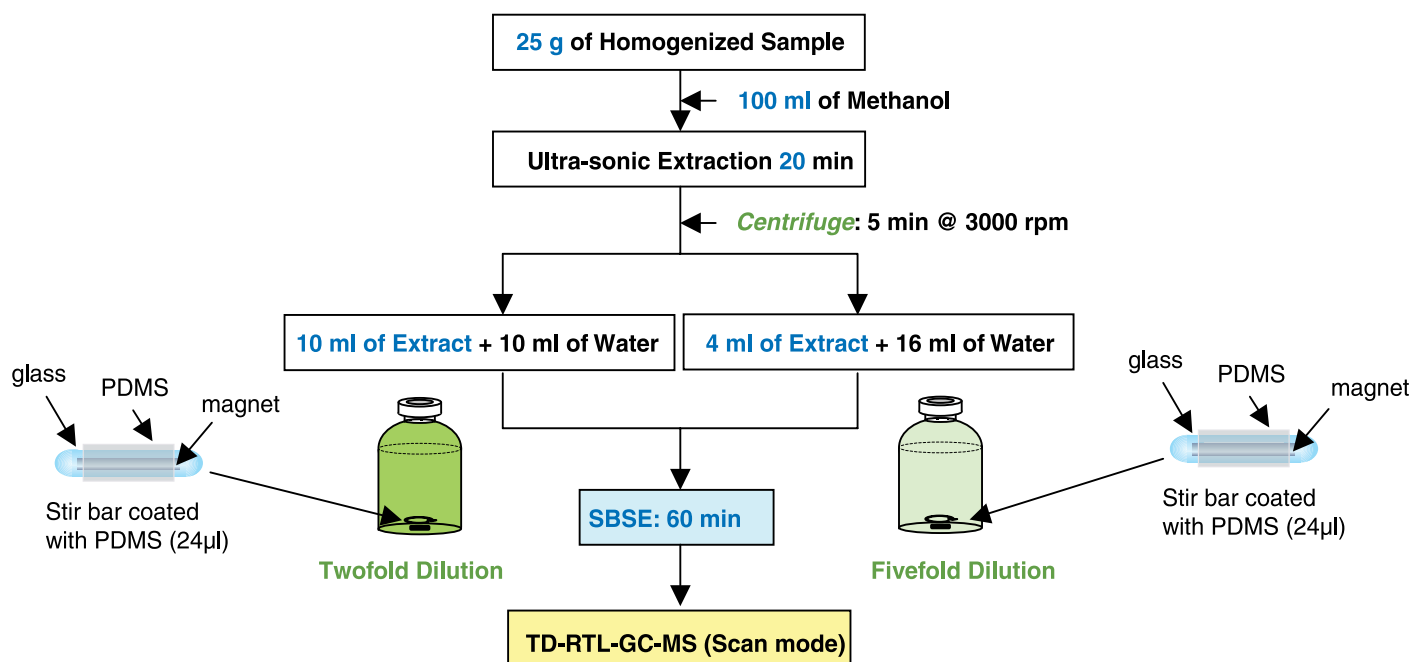 25 g of Homogenized Sample
100 ml of Methanol
Ultra-sonic Extraction 20 min
Centrifuge: 5 min @ 3000 rpm
10 ml of Extract + 10 ml of Water
4 ml of Extract + 16 ml of Water
glass
PDMS
magnet
Stir bar coated
with PDMS (24µl)
Twofold Dilution
SBSE: 60 min
glass
PDMS
magnet
Stir bar coated
with PDMS (24µl)
Fivefold Dilution
TD-RTL-GC-MS (Scan mode)